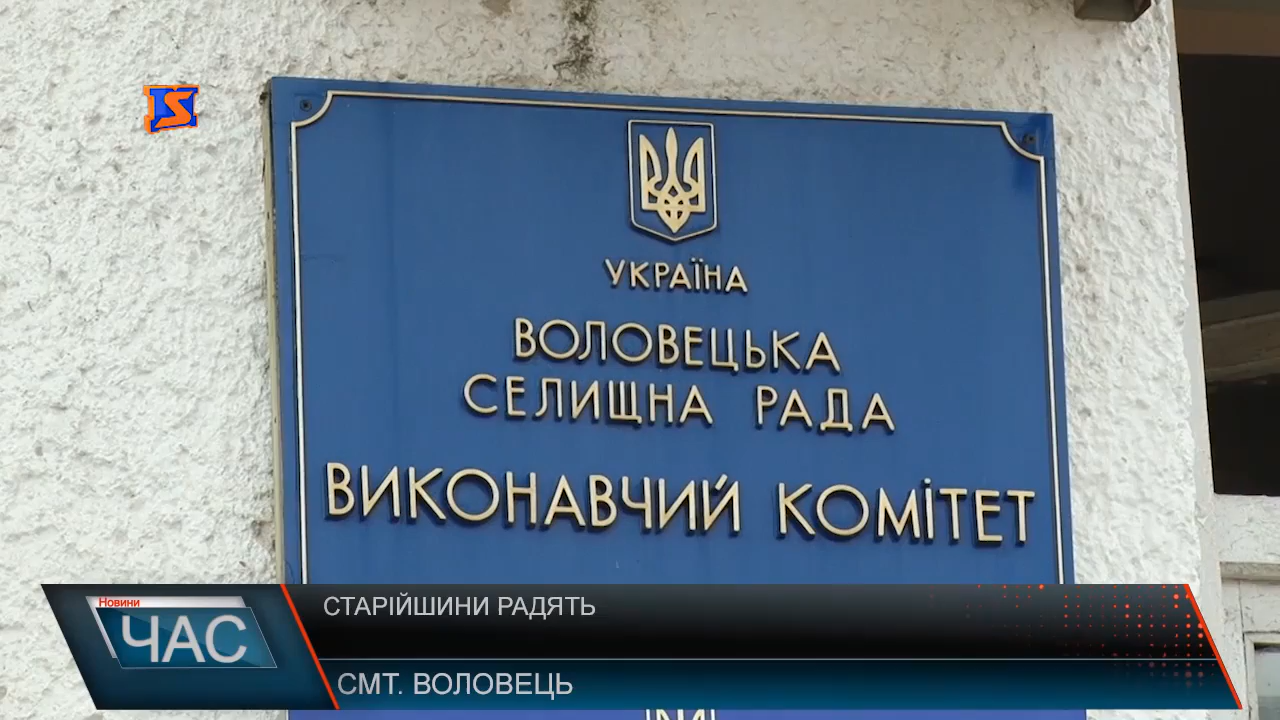 УКРАЇНА
ВОЛОВЕЦЬКА
СЕЛИЩНА РАДА
ВИКОНАВЧИЙ КОМІТЕТ
Новини
ЧАС
СТАРІЙШИНИ РАДЯТЬ
СМТ. ВОЛОВЕЦЬ